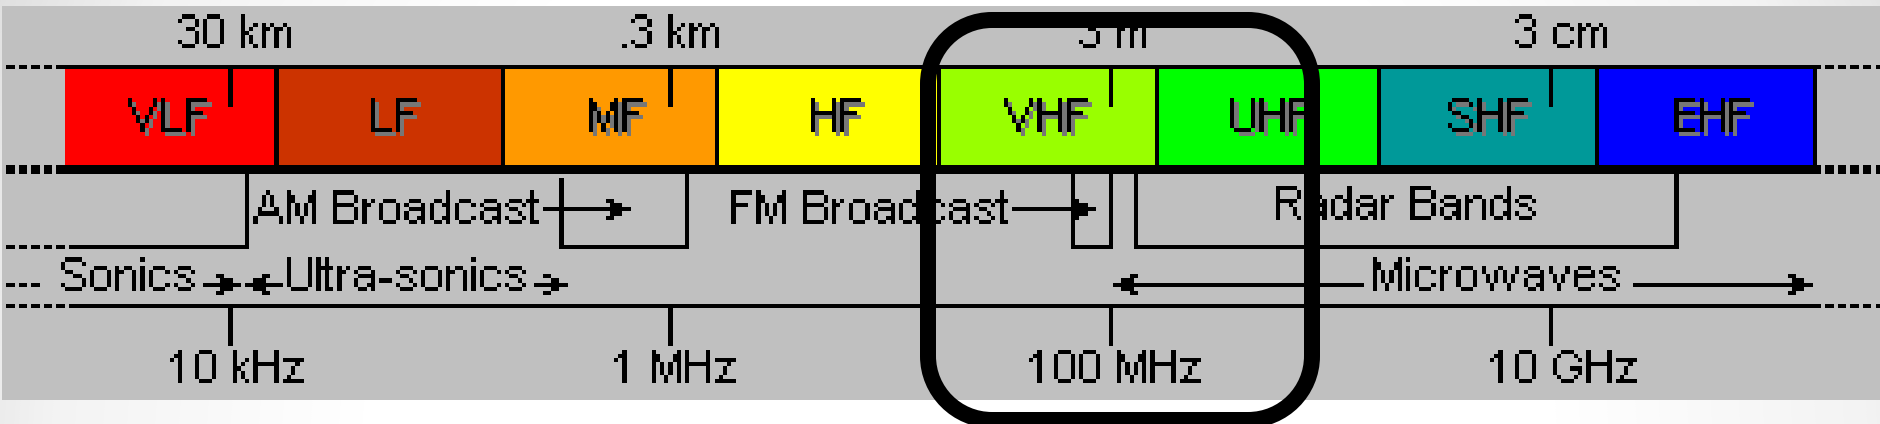 30 km .3 km 3 m 3 cm
VLF LF MF HF VHF UHF SHF EHF
AM Broadcast FM Broadcast Radar Bands
Sonics Ultra-sonics Microwaves
10 kHz 1 MHz 100 MHz 10 GHz